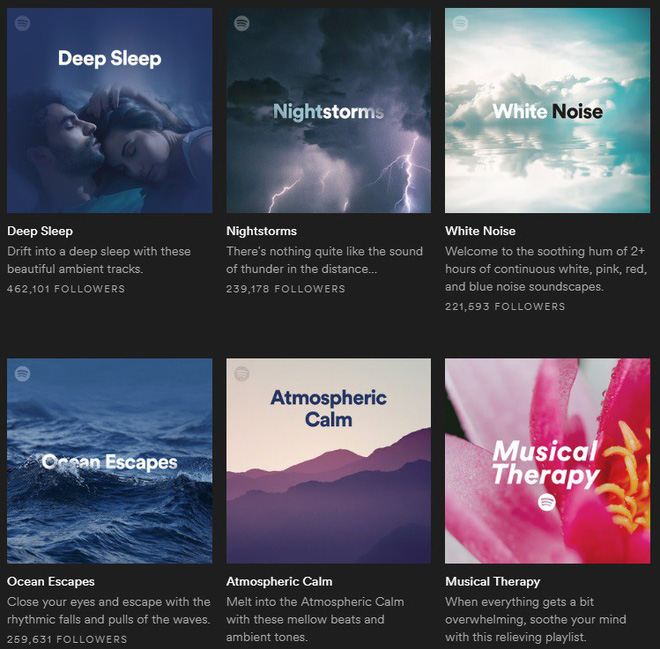 Deep Sleep
Nightstorms
White Noise
Deep Sleep
Drift into a deep sleep with these
beautiful ambient tracks.
462,101 FOLLOWERS
Nightstorms
There's nothing quite like the sound
of thunder in the distance...
239,178 FOLLOWERS
White Noise
Welcome to the soothing hum of 2+
hours of continuous white, pink, red,
and blue noise soundscapes.
221,593 FOLLOWERS
Ocean Escapes
Atmospheric
Calm
Musical
Therapy
Ocean Escapes
Close your eyes and escape with the
rhythmic falls and pulls of the waves.
259,631 FOLLOWERS
Atmospheric Calm
Melt into the Atmospheric Calm
with these mellow beats and
ambient tones.
Musical Therapy
When everything gets a bit
overwhelming, soothe your mind
with this relieving playlist.